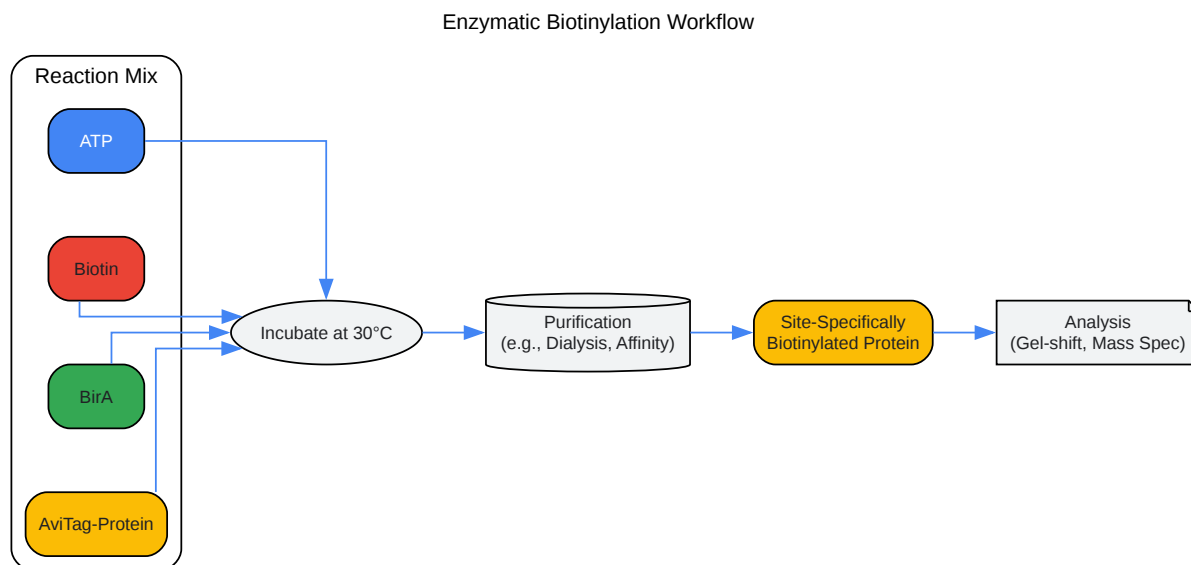 Enzymatic Biotinylation Workflow
Reaction Mix
ATP
Biotin
BirA
AviTag-Protein
Incubate at 30°C
Purification
(e.g., Dialysis, Affinity)
Site-Specifically
Biotinylated Protein
Analysis
(Gel-shift, Mass Spec)